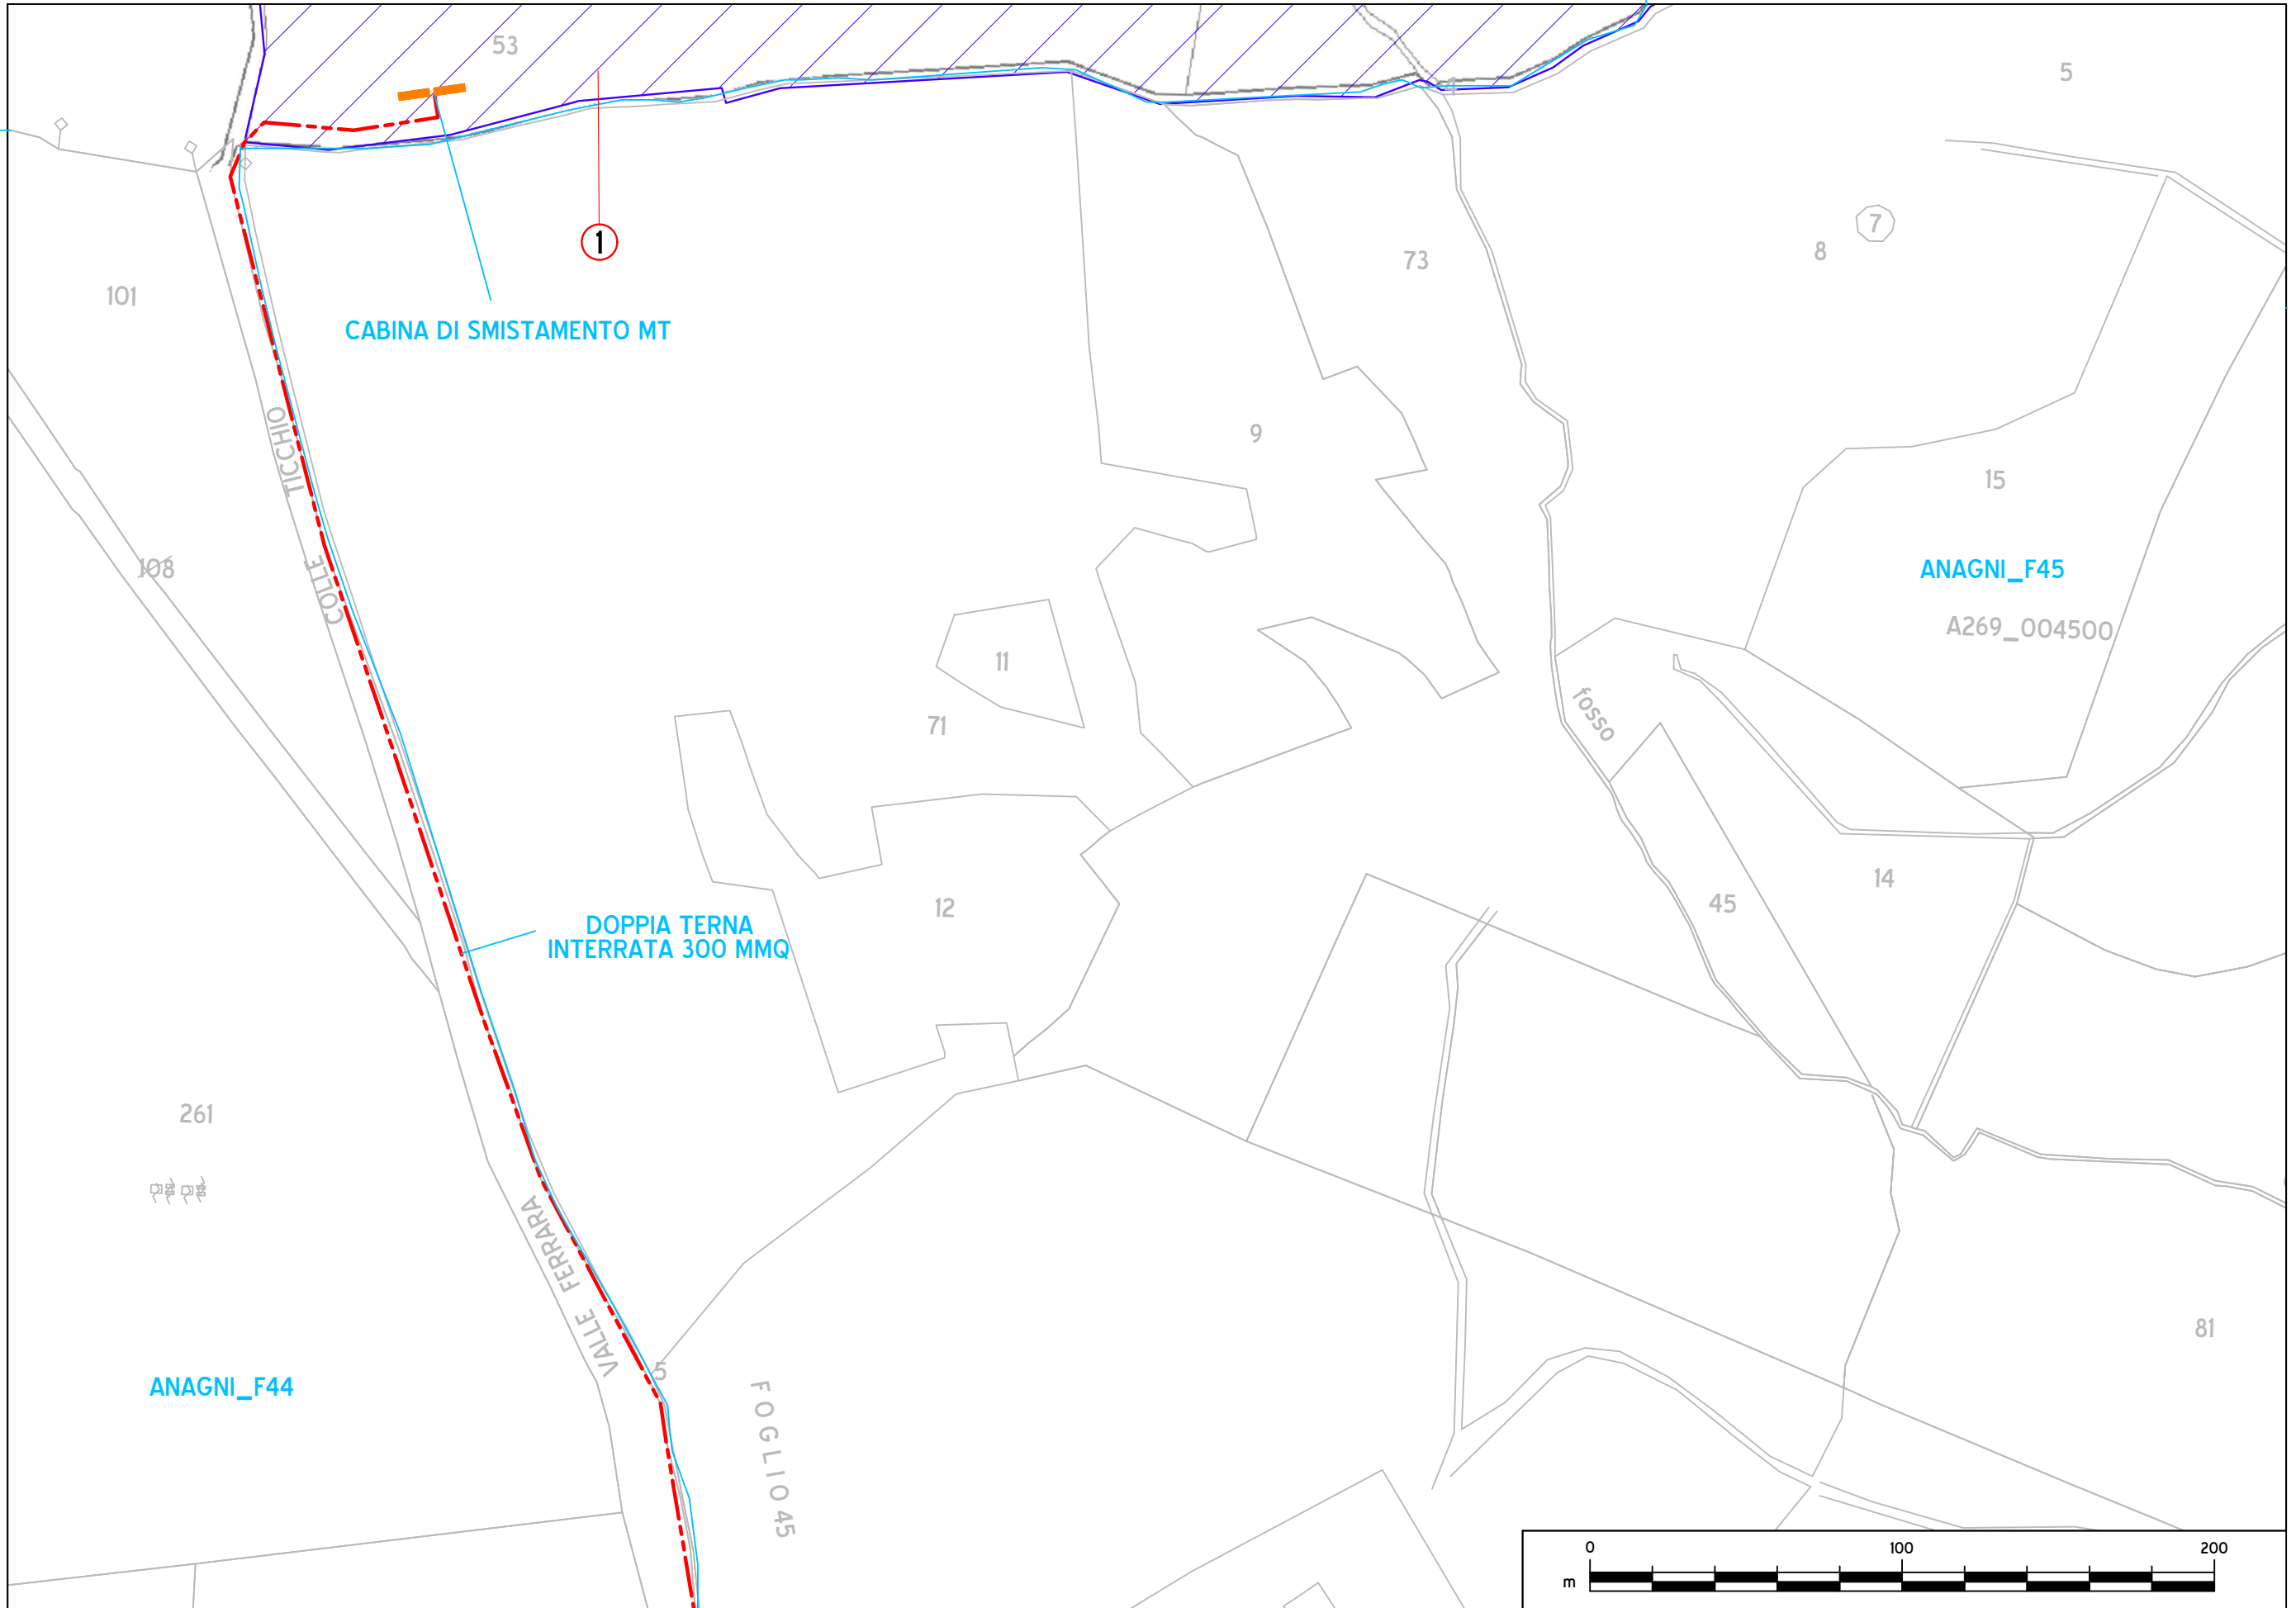 53
5
4
7
8
1
73
101
CABINA DI SMISTAMENTO MT
TICCHIO
9
15
108
COLLE
ANAGNI_F45
A269_004500
11
fosso
71
14
45
12
DOPPIA TERNA
INTERRATA 300 MMQ
261
VALLE FERRARA
81
5
ANAGNI_F44
FOGLIO 45
0 100 200
m